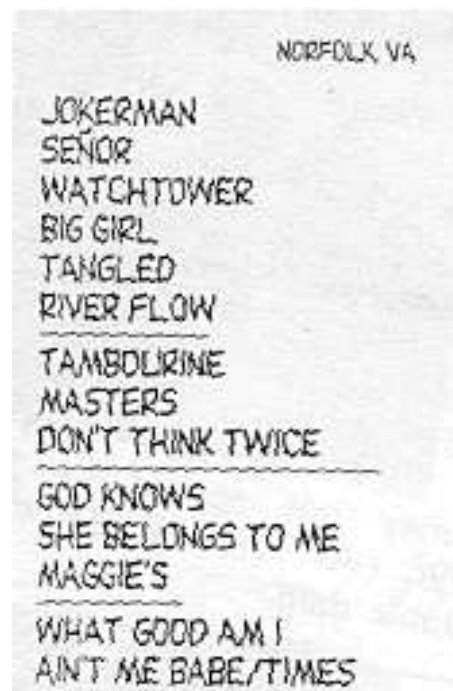 NORFOLK, VA
JOKERMAN
SEÑOR
WATCHTOWER
BIG GIRL
TANGLED
RIVER FLOW
TAMBOURINE
MASTERS
DON'T THINK TWICE
GOD KNOWS
SHE BELONGS TO ME
MAGGIE'S
WHAT GOOD AM I
AIN'T ME BABE/TIMES